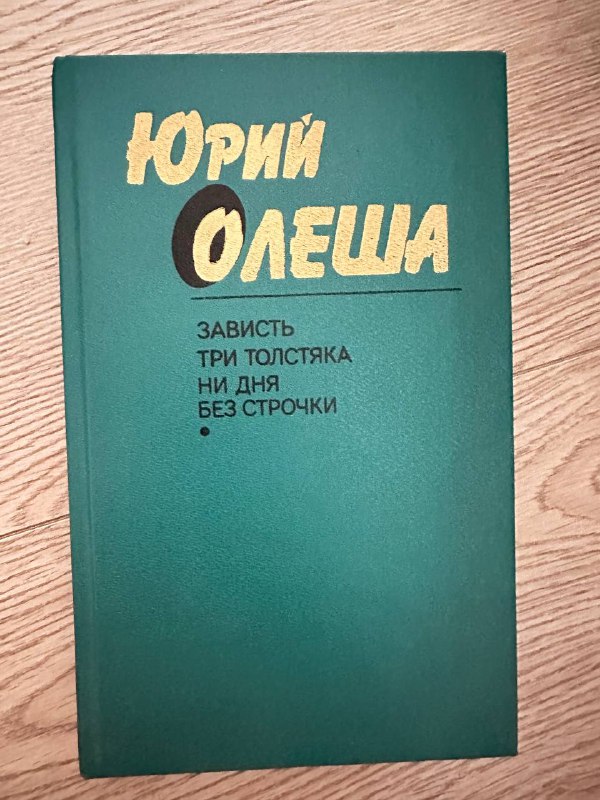 Юрий
Олеша
ЗАВИСТЬ
ТРИ ТОЛСТЯКА
НИ ДНЯ
БЕЗ СТРОЧКИ